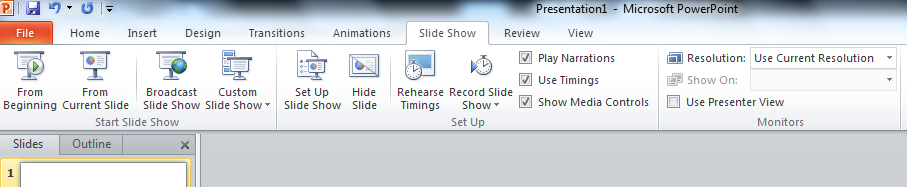 Presentation1 - Microsoft PowerPoint
File Home Insert Design Transitions Animations Slide Show Review View
From Beginning
From Current Slide
Broadcast Slide Show
Custom Slide Show
Start Slide Show
Set Up Slide Show
Hide Slide
Rehearse Timings
Record Slide Show
Play Narrations
Use Timings
Show Media Controls
Set Up
Resolution: Use Current Resolution
Show On:
Use Presenter View
Monitors
Slides Outline
1